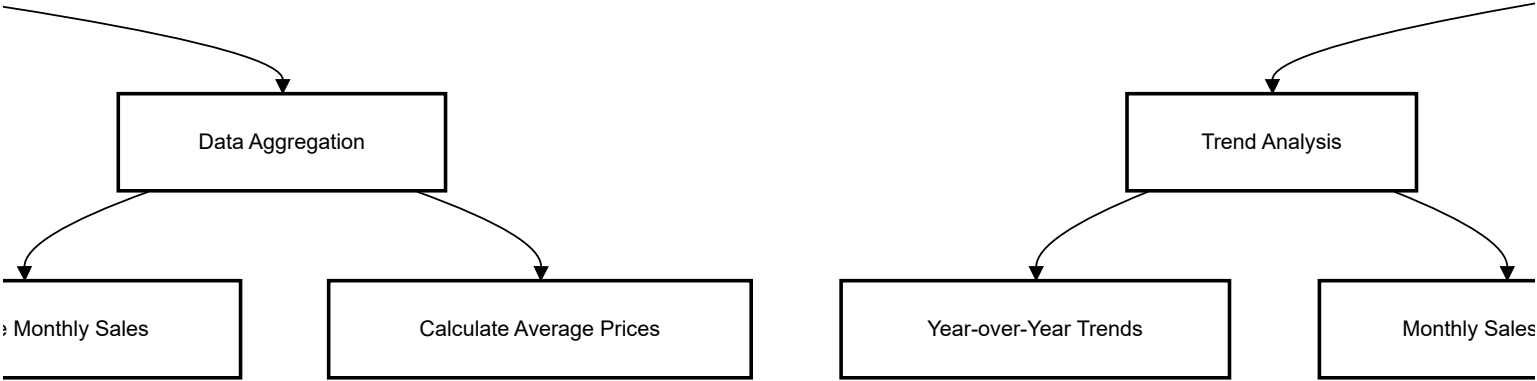 Data Aggregation
Trend Analysis
Monthly Sales
Calculate Average Prices
Year-over-Year Trends
Monthly Sales